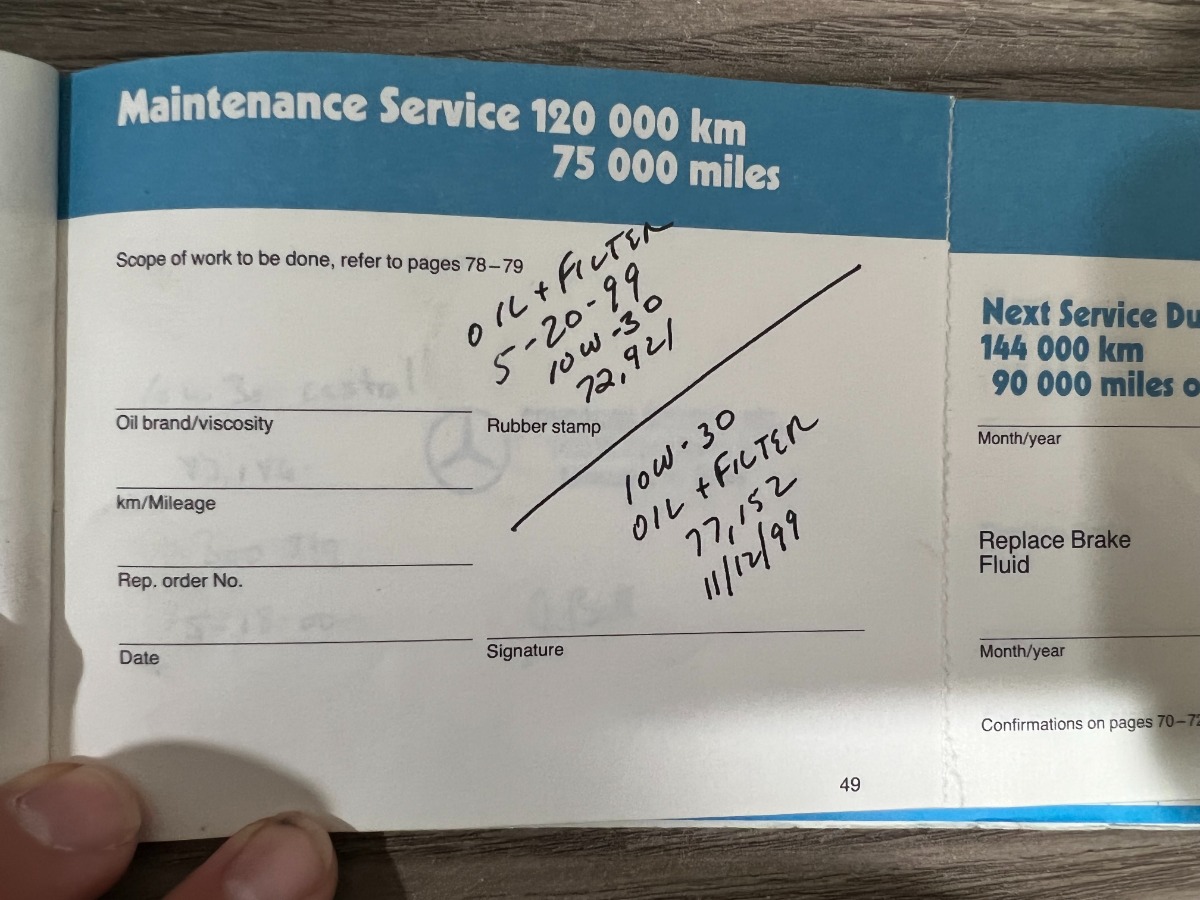 Maintenance Service 120 000 km
75 000 miles
Scope of work to be done, refer to pages 78–79
OIL + FILTER
5-20-99
10W-30
72,921
Oil brand/viscosity
Rubber stamp
km/Mileage
10W-30
OIL + FILTER
77,152
11/12/99
Rep. order No.
Date
Signature
49
Next Service Du
144 000 km
90 000 miles o
Month/year
Replace Brake
Fluid
Month/year
Confirmations on pages 70–72